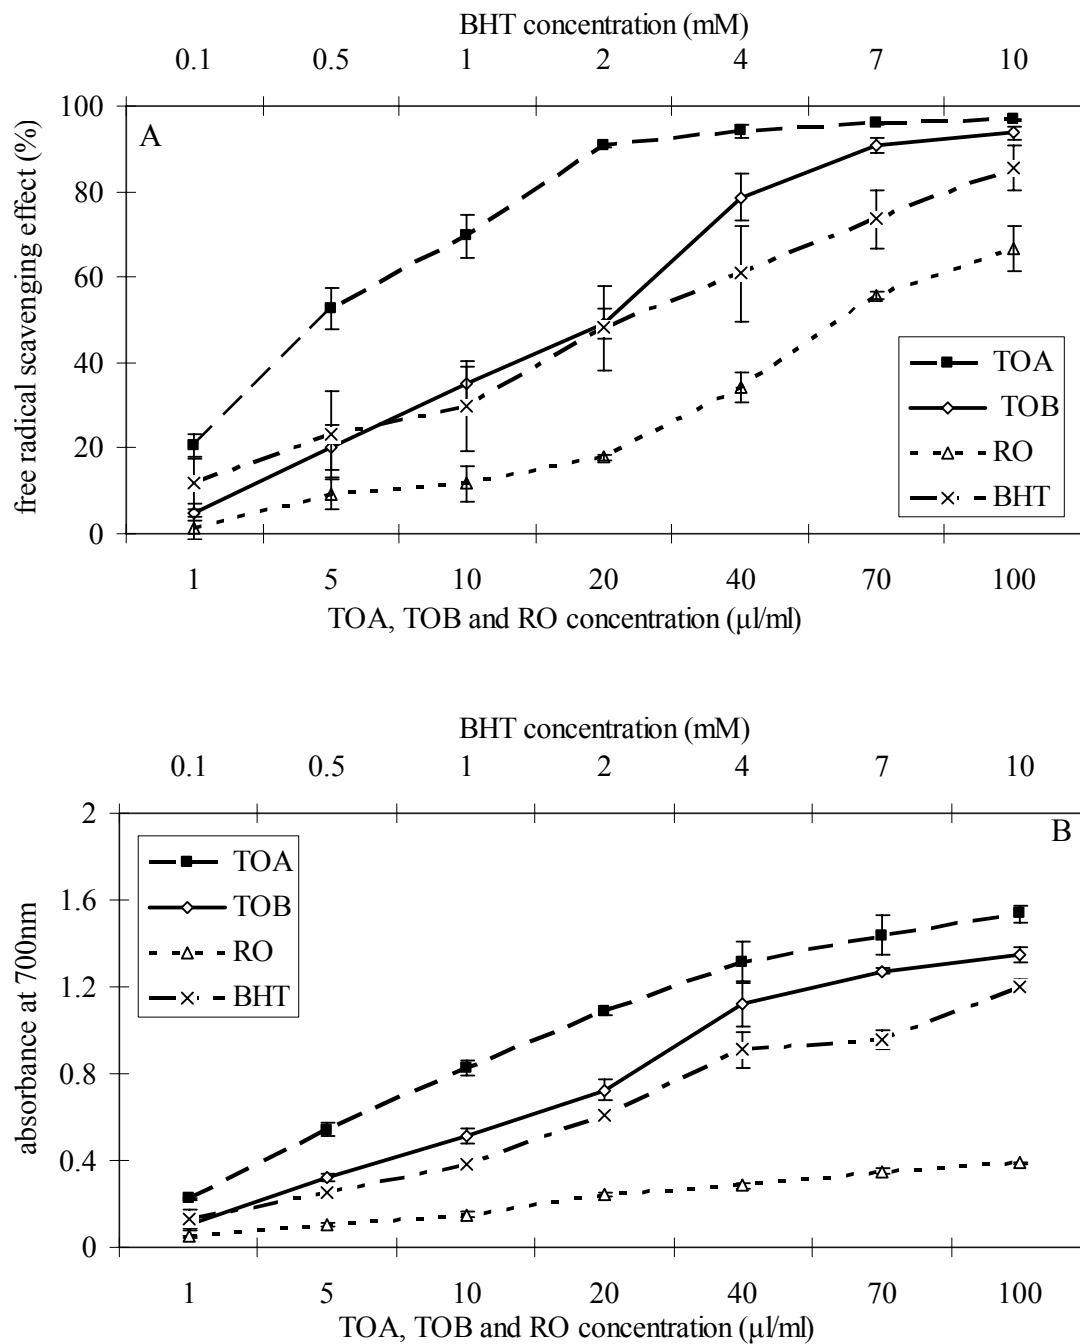 BHT concentration (mM)
0.1 0.5 1 2 4 7 10
A
free radical scavenging effect (%)
100
80
60
40
20
0
TOA
TOB
RO
BHT
1 5 10 20 40 70 100
TOA, TOB and RO concentration (µl/ml)
BHT concentration (mM)
0.1 0.5 1 2 4 7 10
B
absorbance at 700nm
2
1.6
1.2
0.8
0.4
0
TOA
TOB
RO
BHT
1 5 10 20 40 70 100
TOA, TOB and RO concentration (µl/ml)